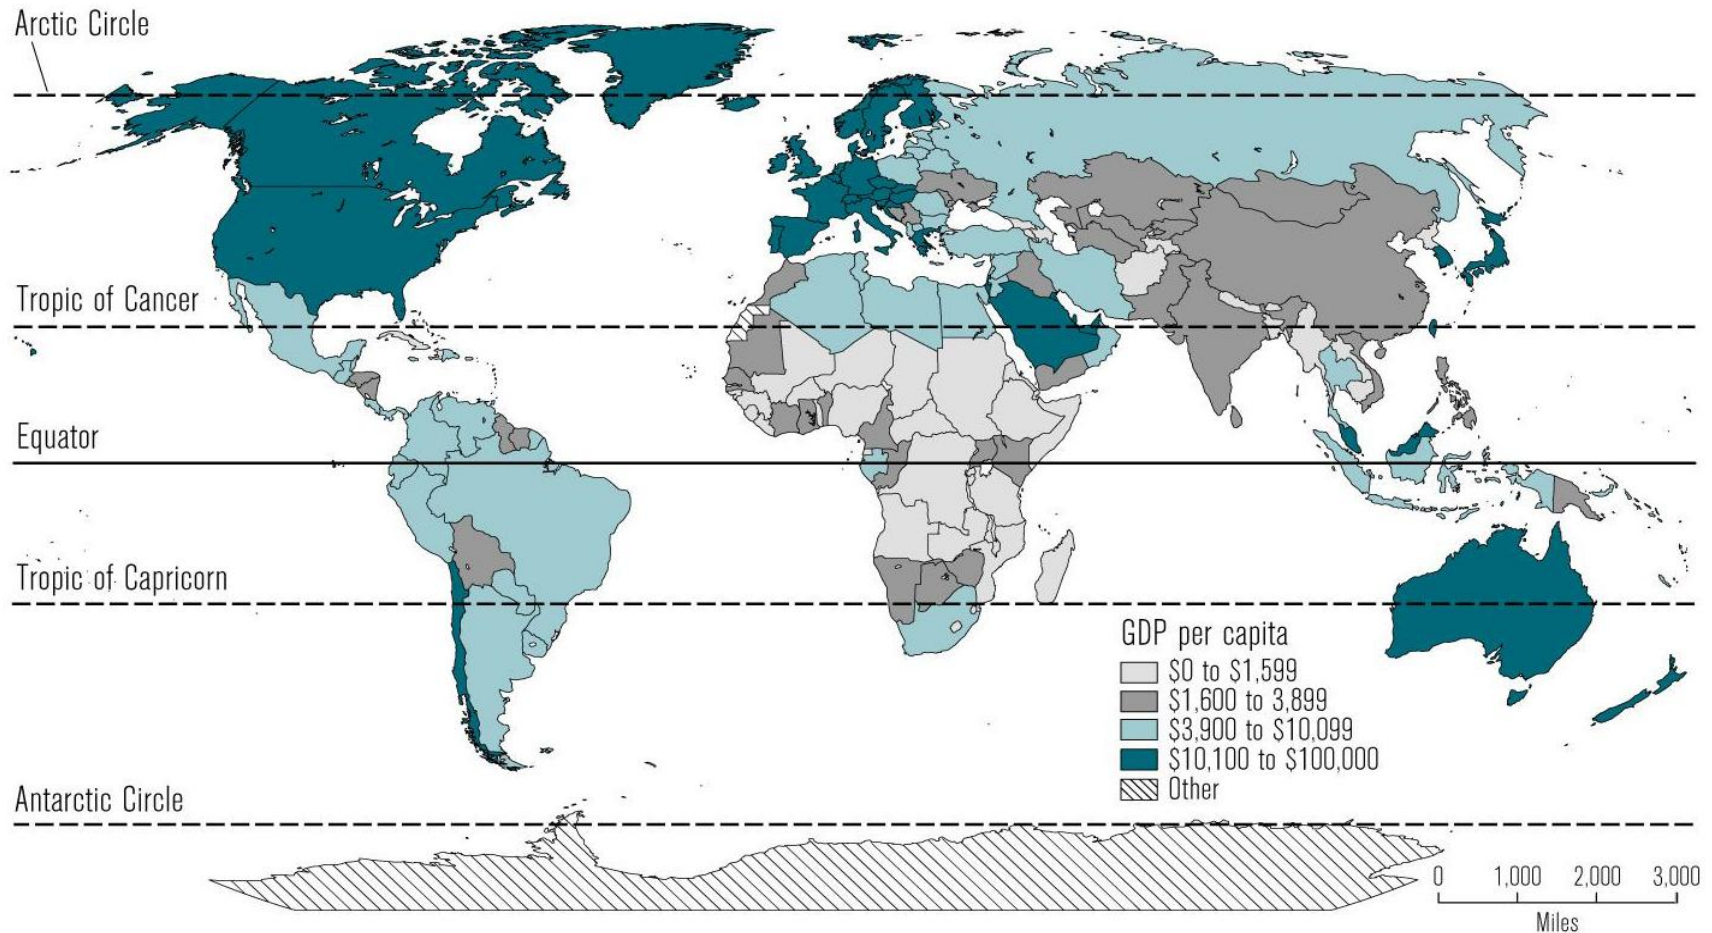 Arctic Circle
Tropic of Cancer
Equator
Tropic of Capricorn
GDP per capita
$0 to $1,599
$1,600 to 3,899
$3,900 to $10,099
$10,100 to $100,000
Other
Antarctic Circle
0 1,000 2,000 3,000
Miles